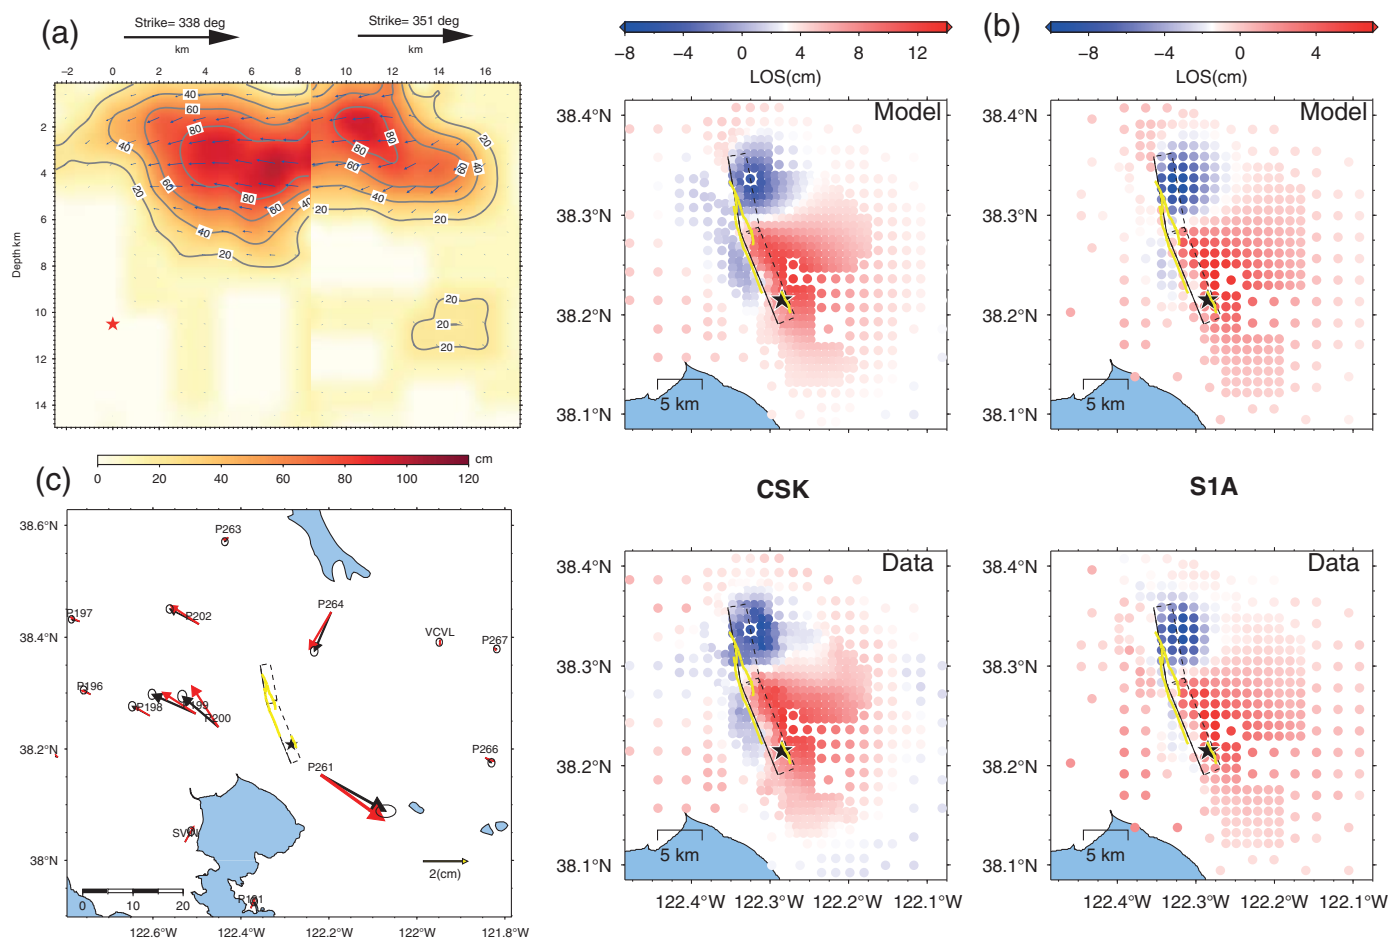 (a)
Strike= 338 deg
km
Strike= 351 deg
km
−2 0 2 4 6 8 10 12 14 16
Depth km
2
4
6
8
10
12
14
40
60
80
40
20
60
80
60
40
20
40
80
80
60
40
20
20
40
20
20
20
cm
0 20 40 60 80 100 120
−8 −4 0 4 8 12
LOS(cm)
Model
38.4°N
38.3°N
38.2°N
38.1°N
5 km
(b)
−8 −4 0 4
LOS(cm)
Model
38.4°N
38.3°N
38.2°N
38.1°N
5 km
CSK
S1A
Data
38.4°N
38.3°N
38.2°N
38.1°N
5 km
122.4°W 122.3°W 122.2°W 122.1°W
Data
38.4°N
38.3°N
38.2°N
38.1°N
5 km
122.4°W 122.3°W 122.2°W 122.1°W
(c)
38.6°N
38.4°N
38.2°N
38°N
P263
P197
P202
P264
VCVL
P267
P196
P198
P200
P266
P261
2(cm)
0 10 20
122.6°W 122.4°W 122.2°W 122°W 121.8°W